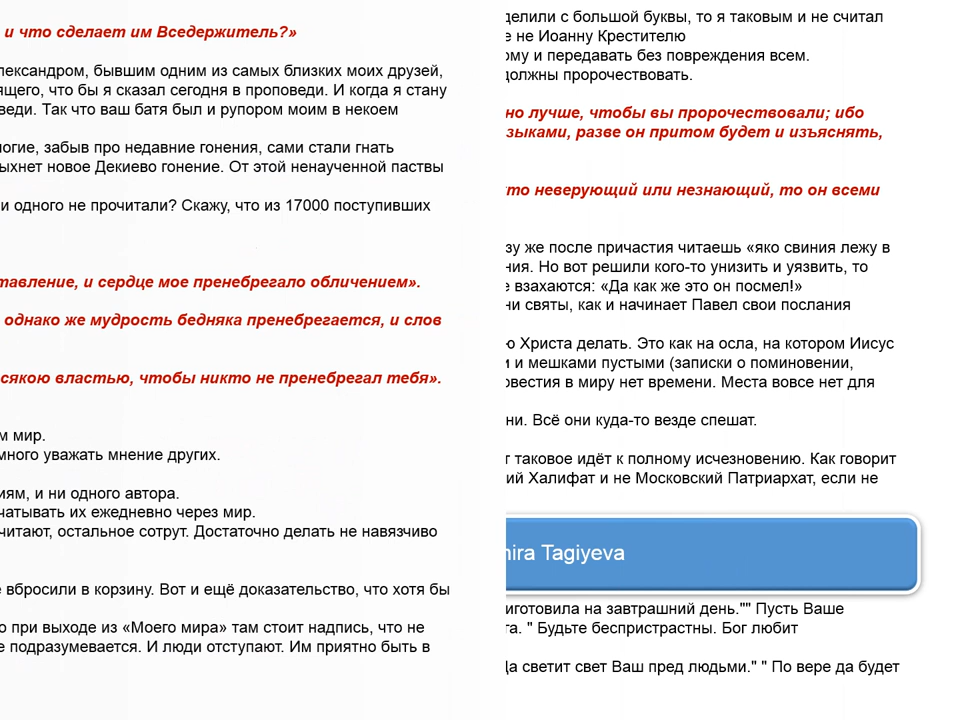 и что сделает им Вседержитель?»
лександром, бывшим одним из самых близких моих друзей,
ящего, что бы я сказал сегодня в проповеди. И когда я стану
веди. Так что ваш батя был и рупором моим в некоем
логие, забыв про недавние гонения, сами стали гнать
ыхнет новое Декиево гонение. От этой ненаученной паствы
и одного не прочитали? Скажу, что из 17000 поступивших
тавление, и сердце мое пренебрегало обличением».
однако же мудрость бедняка пренебрегается, и слов
сякою властью, чтобы никто не пренебрегал тебя».
м мир.
много уважать мнение других.
иям, и ни одного автора.
чатывать их ежедневно через мир.
считают, остальное сотрут. Достаточно делать не навязчиво
е вбросили в корзину. Вот и ещё доказательство, что хотя бы
о при выходе из «Моего мира» там стоит надпись, что не
е подразумевается. И люди отступают. Им приятно быть в
делили с большой буквы, то я таковым и не считал
е не Иоанну Крестителю
ому и передавать без повреждения всем.
должны пророчествовать.
но лучше, чтобы вы пророчествовали; ибо
зыками, разве он притом будет и изъяснять,
то неверующий или незнающий, то он всеми
зу же после причастия читаешь «яко свиния лежу в
ния. Но вот решили кого-то унизить и уязвить, то
е взахаются: «Да как же это он посмел!»
ни святы, как и начинает Павел свои послания
ю Христа делать. Это как на осла, на котором Иисус
и и мешками пустыми (записки о поминовении,
овестия в миру нет времени. Места вовсе нет для
ни. Всё они куда-то везде спешат.
т таковое идёт к полному исчезновению. Как говорит
ий Халифат и не Московский Патриархат, если не
ira Tagiyeva
иготовила на завтрашний день."" Пусть Ваше
та. " Будьте беспристрастны. Бог любит
Да светит свет Ваш пред людьми." " По вере да будет